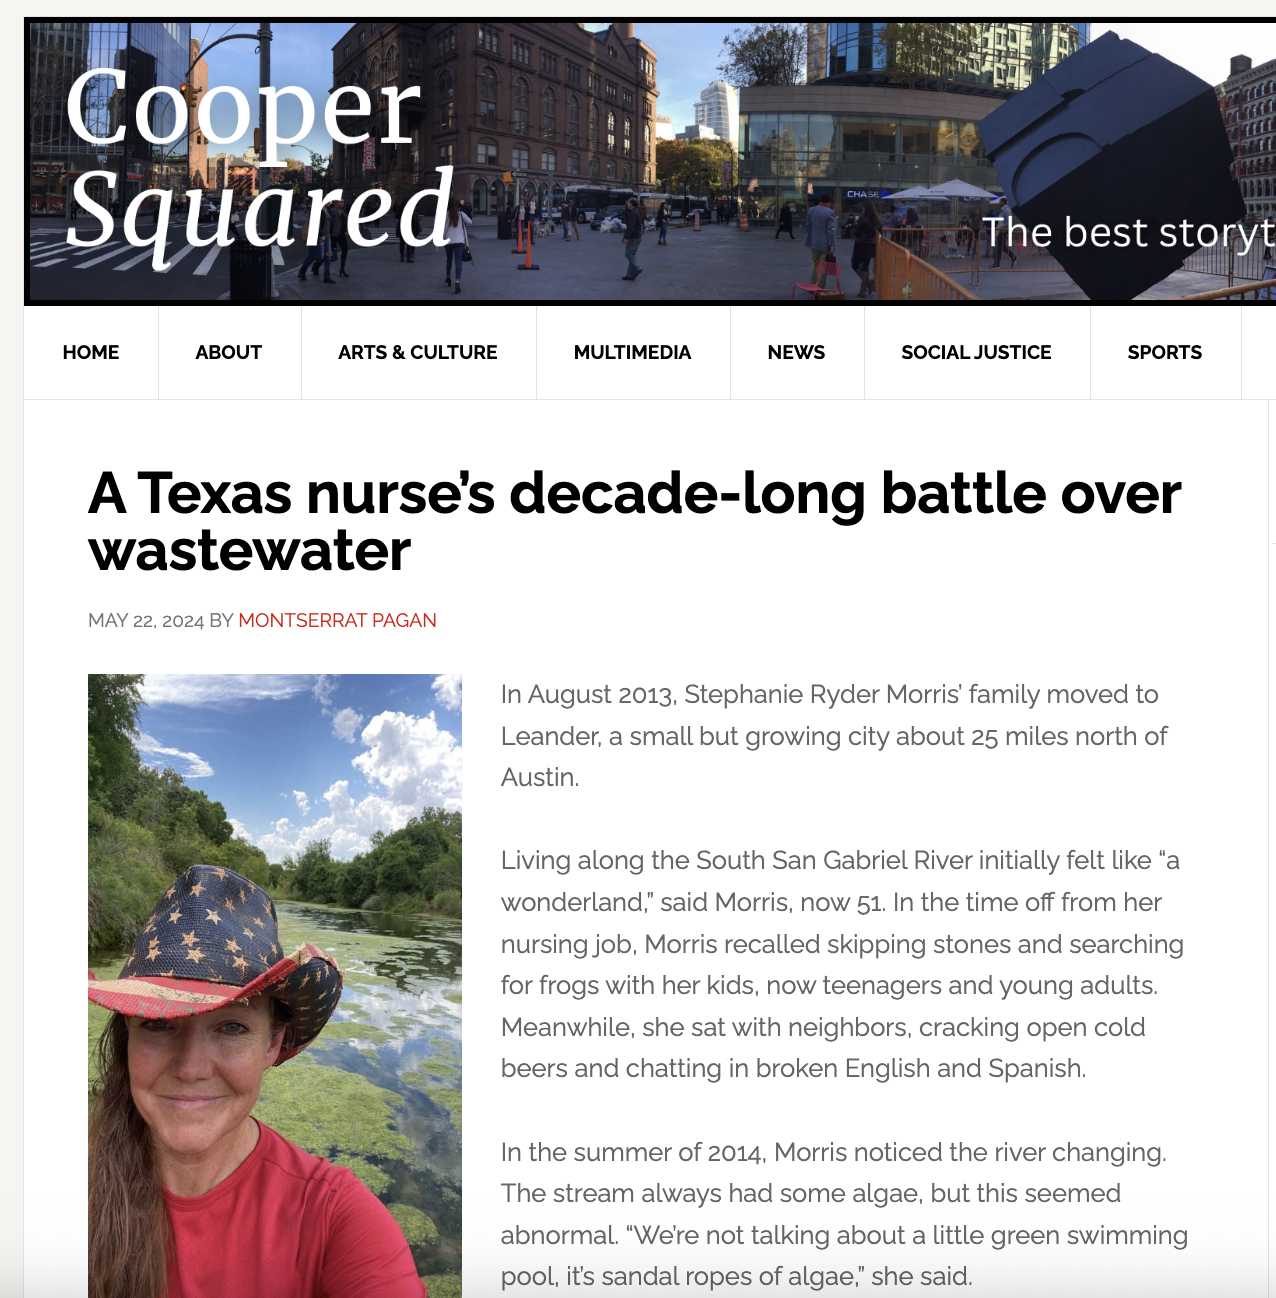 Cooper
Squared
CHASE
The best storyt
HOME
ABOUT
ARTS & CULTURE
MULTIMEDIA
NEWS
SOCIAL JUSTICE
SPORTS
A Texas nurse’s decade-long battle over
wastewater
MAY 22, 2024 BY MONTSERRAT PAGAN
In August 2013, Stephanie Ryder Morris’ family moved to
Leander, a small but growing city about 25 miles north of
Austin.
Living along the South San Gabriel River initially felt like “a
wonderland,” said Morris, now 51. In the time off from her
nursing job, Morris recalled skipping stones and searching
for frogs with her kids, now teenagers and young adults.
Meanwhile, she sat with neighbors, cracking open cold
beers and chatting in broken English and Spanish.
In the summer of 2014, Morris noticed the river changing.
The stream always had some algae, but this seemed
abnormal. “We’re not talking about a little green swimming
pool, it’s sandal ropes of algae,” she said.